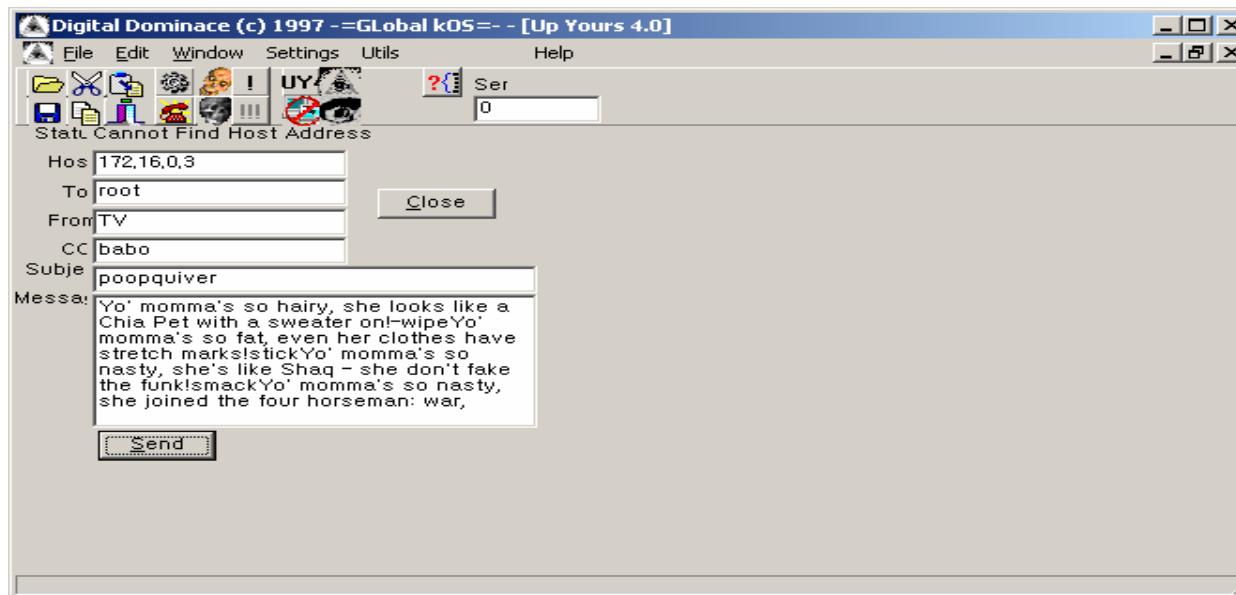 Digital Dominace (c) 1997 -=GLobal kOS=- - [Up Yours 4.0]
File Edit Window Settings Utils Help
! UY ?{ Ser
!!! 0
Statu Cannot Find Host Address
Hos 172,16,0,3
To root
Close
From TV
CC babo
Subje poopquiver
Messa: Yo' momma's so hairy, she looks like a
Chia Pet with a sweater on!-wipeYo'
momma's so fat, even her clothes have
stretch marks!stickYo' momma's so
nasty, she's like Shaq - she don't fake
the funk!smackYo' momma's so nasty,
she joined the four horseman: war,
Send